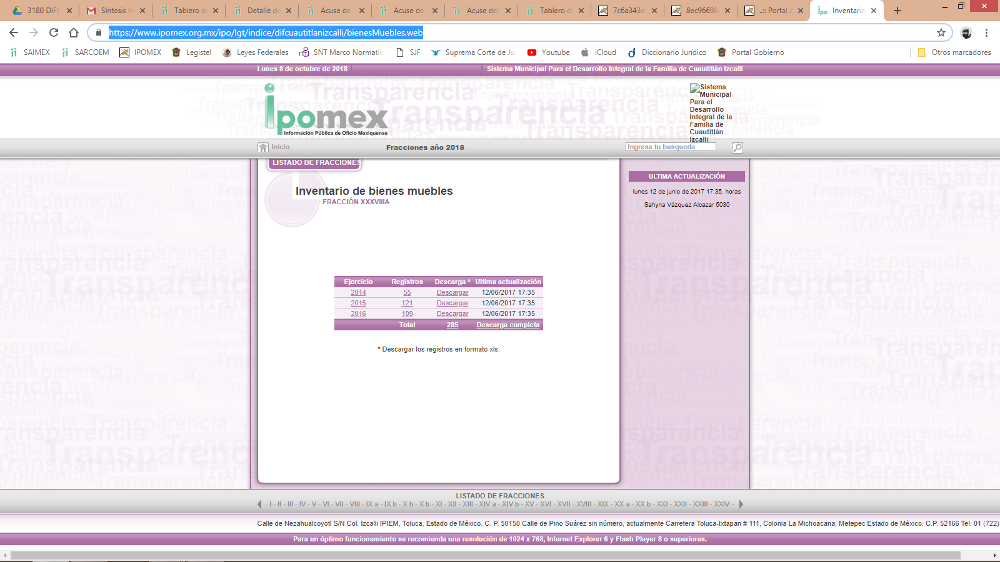 3180 DIFC
Síntesis In
Tablero d
Detalle de
Acuse de
Acuse de
Acuse del
Tablero d
7c6a343d
8ec96698
..:: Portal
Inventario
https://www.ipomex.org.mx/ipo/lgt/indice/difcuautitlanizcalli/bienesMuebles.web
SAIMEX
SARCOEM
IPOMEX
Legistel
Leyes Federales
SNT Marco Normativ
SJF
Suprema Corte de Jus
Youtube
iCloud
Diccionario Jurídico
Portal Gobierno
Otros marcadores
Lunes 8 de octubre de 2018
Sistema Municipal Para el Desarrollo Integral de la Familia de Cuautitlán Izcalli
ipomex
Información Pública de Oficio Mexiquense
Sistema
Municipal
Para el
Desarrollo
Integral de la
Familia de
Cuautitlán
Izcalli
Inicio
Fracciones año 2018
Ingresa tu busqueda
LISTADO DE FRACCIONES
Inventario de bienes muebles
FRACCIÓN XXXVIIIA
ULTIMA ACTUALIZACIÓN
lunes 12 de junio de 2017 17:35, horas
Sahyna Vázquez Alcazar 5030
Ejercicio Registros Descarga * Ultima actualización
2014 55 Descargar 12/06/2017 17:35
2015 121 Descargar 12/06/2017 17:35
2016 109 Descargar 12/06/2017 17:35
Total 285 Descarga completa
* Descargar los registros en formato xls.
LISTADO DE FRACCIONES
- I - II - III - IV - V - VI - VII - VIII - IX a - IX b - X b - X b - XI - XII - XIII - XIV a - XIV b - XV - XVI - XVII - XVIII - XIX - XX a - XX b - XXI - XXII - XXIII - XXIV -
Calle de Nezahualcoyotl S/N Col. Izcalli IPIEM, Toluca, Estado de México. C. P. 50150 Calle de Pino Suárez sin número, actualmente Carretera Toluca-Ixtapan # 111, Colonia La Michoacana; Metepec Estado de México, C.P. 52166 Tel: 01 (722)
Para un óptimo funcionamiento se recomienda una resolución de 1024 x 768, Internet Explorer 6 y Flash Player 8 o superiores.